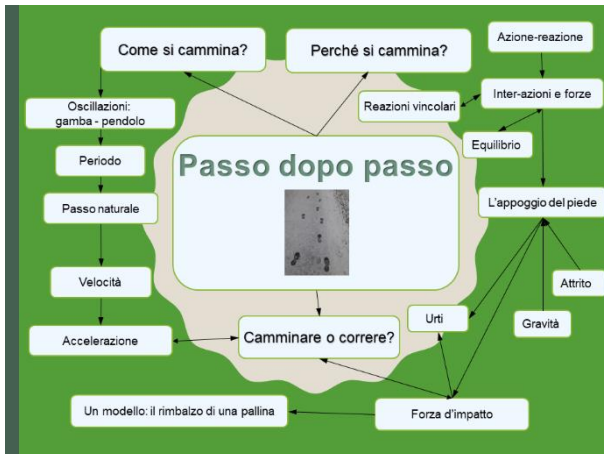 Come si cammina?
Perché si cammina?
Azione-reazione
Oscillazioni:
gamba - pendolo
Reazioni vincolari
Inter-azioni e forze
Periodo
Equilibrio
Passo dopo passo
Passo naturale
L'appoggio del piede
Velocità
Attrito
Urti
Gravità
Accelerazione
Camminare o correre?
Un modello: il rimbalzo di una pallina
Forza d'impatto